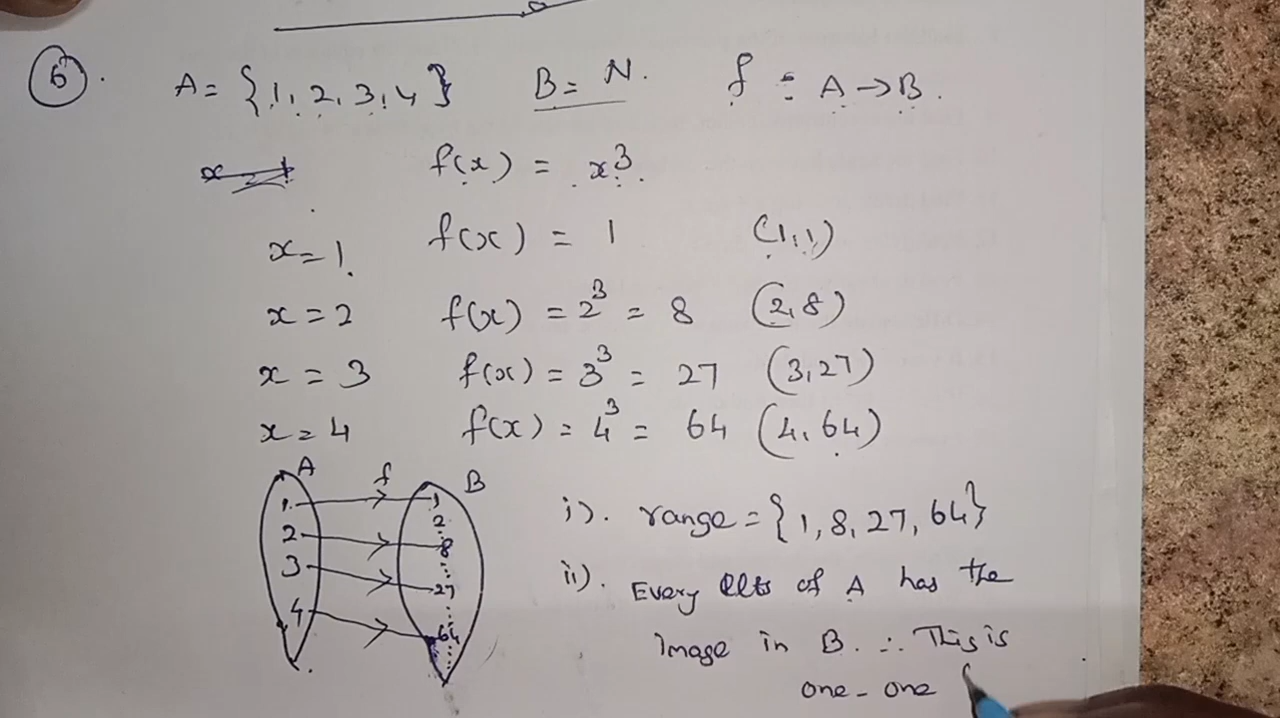 6. A = {1, 2, 3, 4} B = N. f : A → B.
f(x) = x³.
x = 1. f(x) = 1 (1, 1)
x = 2 f(x) = 2³ = 8 (2, 8)
x = 3 f(x) = 3³ = 27 (3, 27)
x = 4 f(x) = 4³ = 64 (4, 64)
A f B
1. 1
2.
2 8
3 27
4 64
i). range = {1, 8, 27, 64}
ii). Every elts of A has the
Image in B. ∴ This is
one - one